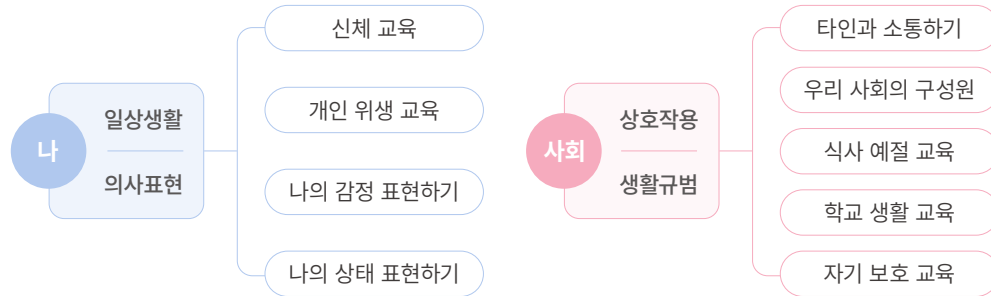 나
일상생활
의사표현
신체 교육
개인 위생 교육
나의 감정 표현하기
나의 상태 표현하기
사회
상호작용
생활규범
타인과 소통하기
우리 사회의 구성원
식사 예절 교육
학교 생활 교육
자기 보호 교육